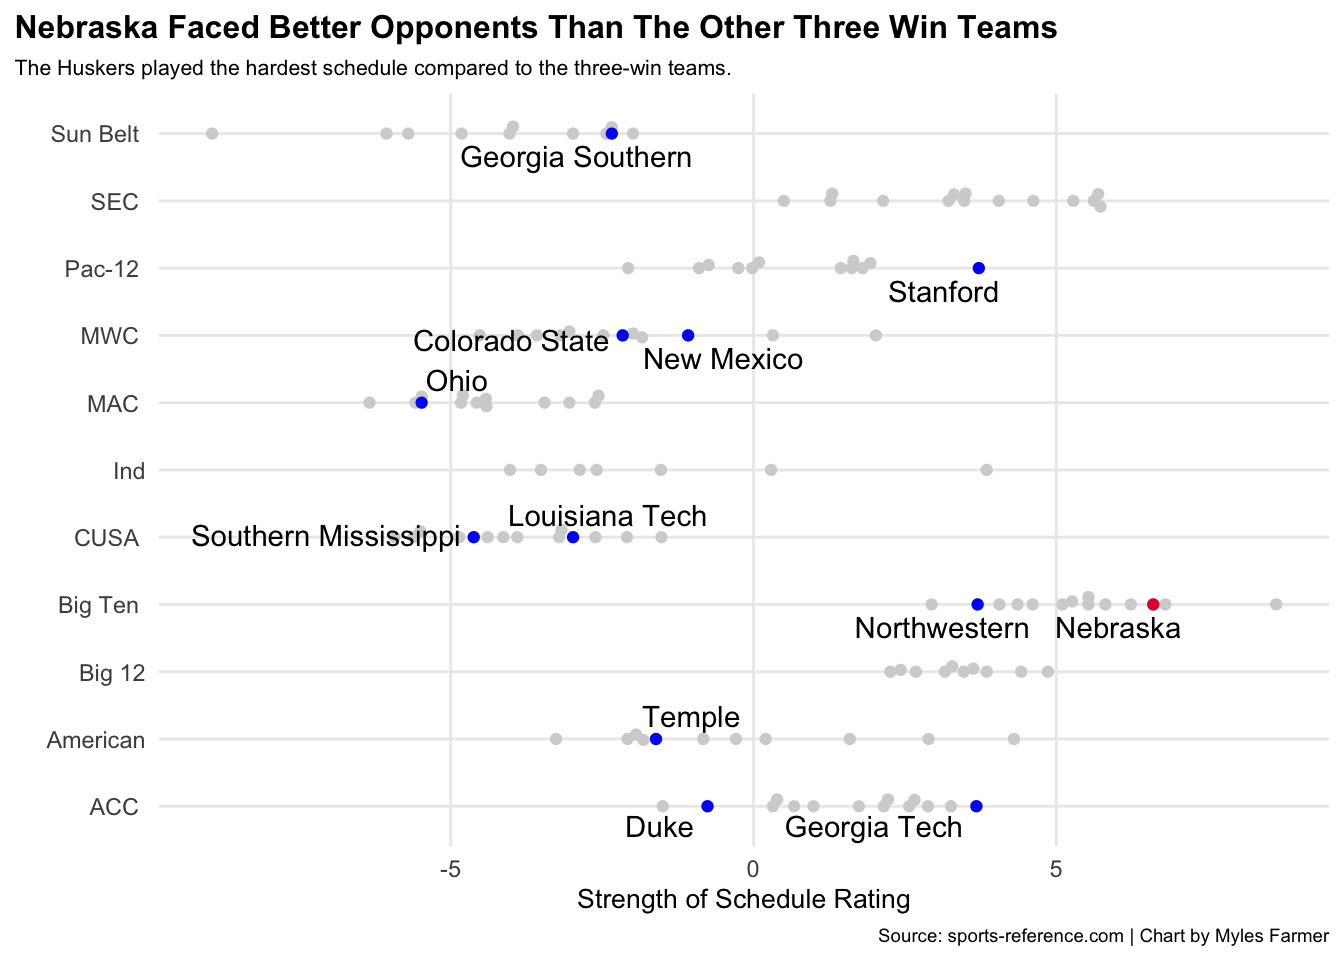 Nebraska Faced Better Opponents Than The Other Three Win Teams
The Huskers played the hardest schedule compared to the three-win teams.
Sun Belt
Georgia Southern
SEC
Pac-12
Stanford
MWC
Colorado State
New Mexico
Ohio
MAC
Ind
Louisiana Tech
CUSA
Southern Mississippi
Big Ten
Northwestern
Nebraska
Big 12
Temple
American
ACC
Duke
Georgia Tech
-5
0
5
Strength of Schedule Rating
Source: sports-reference.com | Chart by Myles Farmer